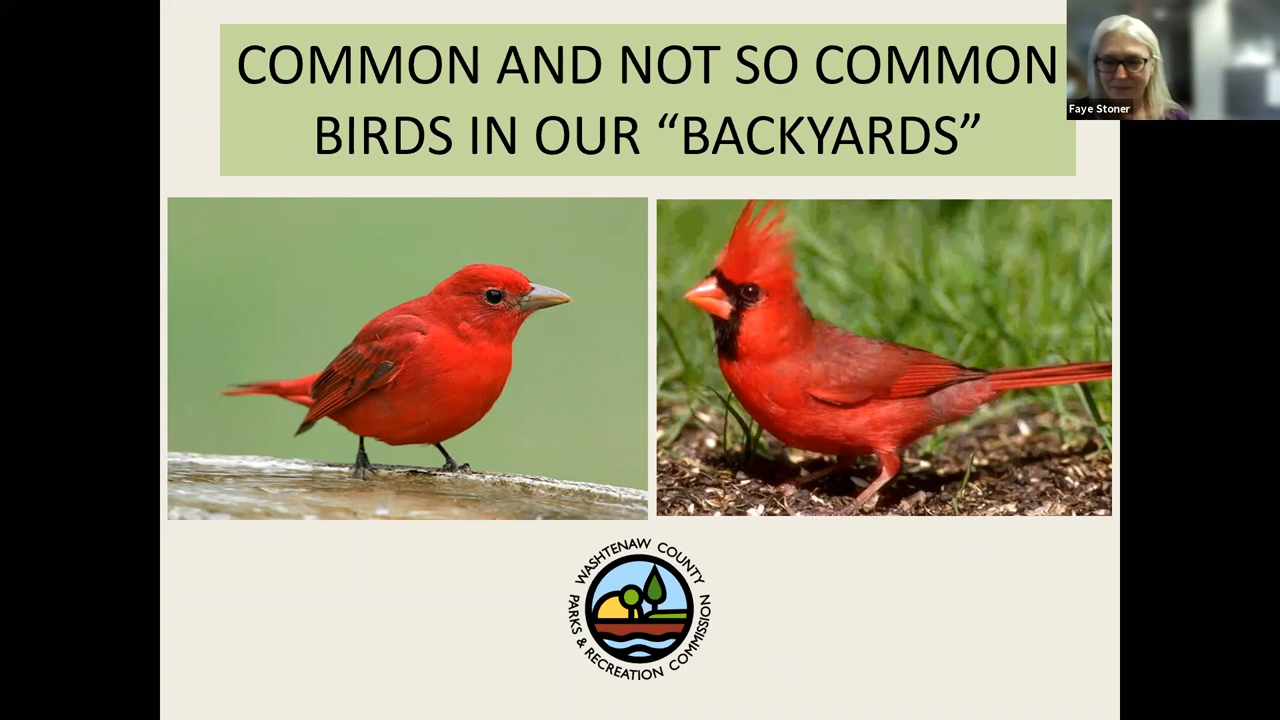 COMMON AND NOT SO COMMON
BIRDS IN OUR “BACKYARDS”
Faye Stoner
WASHTENAW COUNTY
PARKS & RECREATION COMMISSION